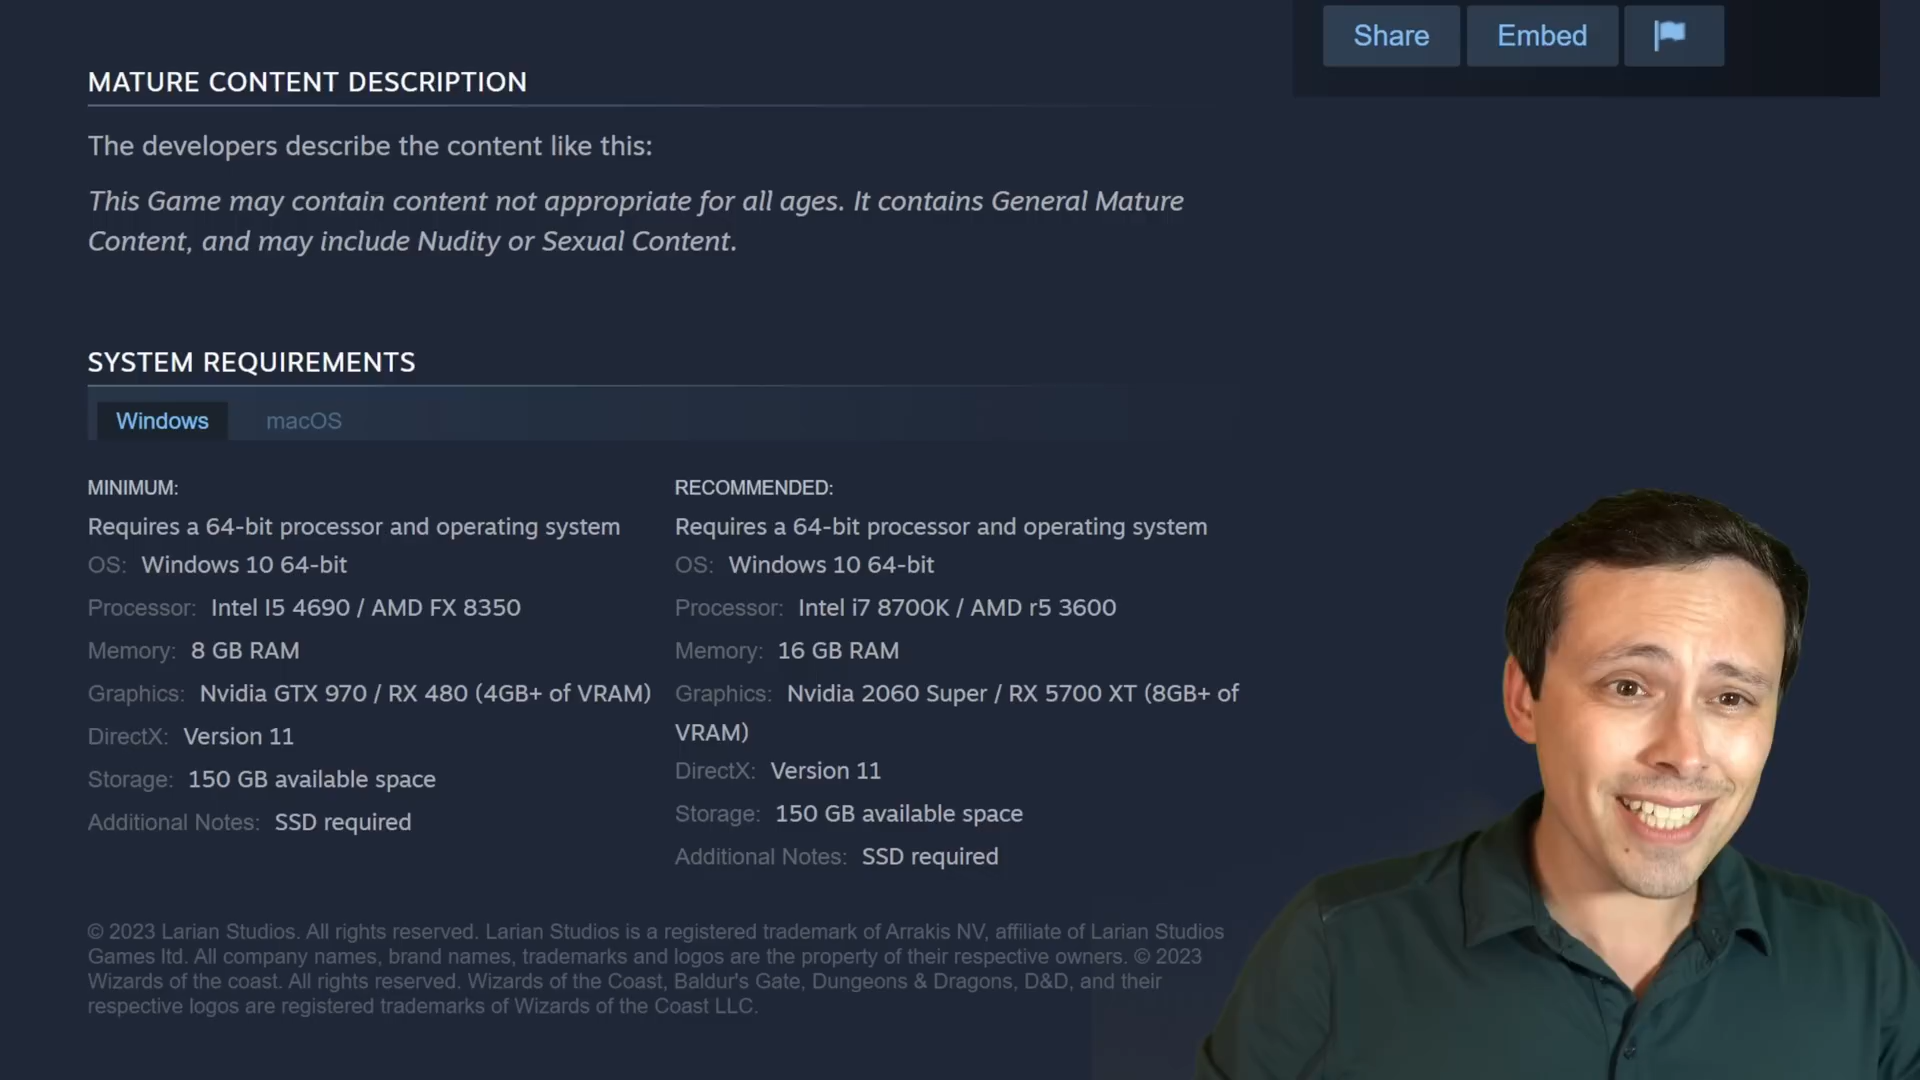 Share Embed
MATURE CONTENT DESCRIPTION
The developers describe the content like this:
This Game may contain content not appropriate for all ages. It contains General Mature
Content, and may include Nudity or Sexual Content.
SYSTEM REQUIREMENTS
Windows macOS
MINIMUM:
Requires a 64-bit processor and operating system
OS: Windows 10 64-bit
Processor: Intel I5 4690 / AMD FX 8350
Memory: 8 GB RAM
Graphics: Nvidia GTX 970 / RX 480 (4GB+ of VRAM)
DirectX: Version 11
Storage: 150 GB available space
Additional Notes: SSD required
RECOMMENDED:
Requires a 64-bit processor and operating system
OS: Windows 10 64-bit
Processor: Intel i7 8700K / AMD r5 3600
Memory: 16 GB RAM
Graphics: Nvidia 2060 Super / RX 5700 XT (8GB+ of
VRAM)
DirectX: Version 11
Storage: 150 GB available space
Additional Notes: SSD required
© 2023 Larian Studios. All rights reserved. Larian Studios is a registered trademark of Arrakis NV, affiliate of Larian Studios
Games ltd. All company names, brand names, trademarks and logos are the property of their respective owners. © 2023
Wizards of the coast. All rights reserved. Wizards of the Coast, Baldur's Gate, Dungeons & Dragons, D&D, and their
respective logos are registered trademarks of Wizards of the Coast LLC.